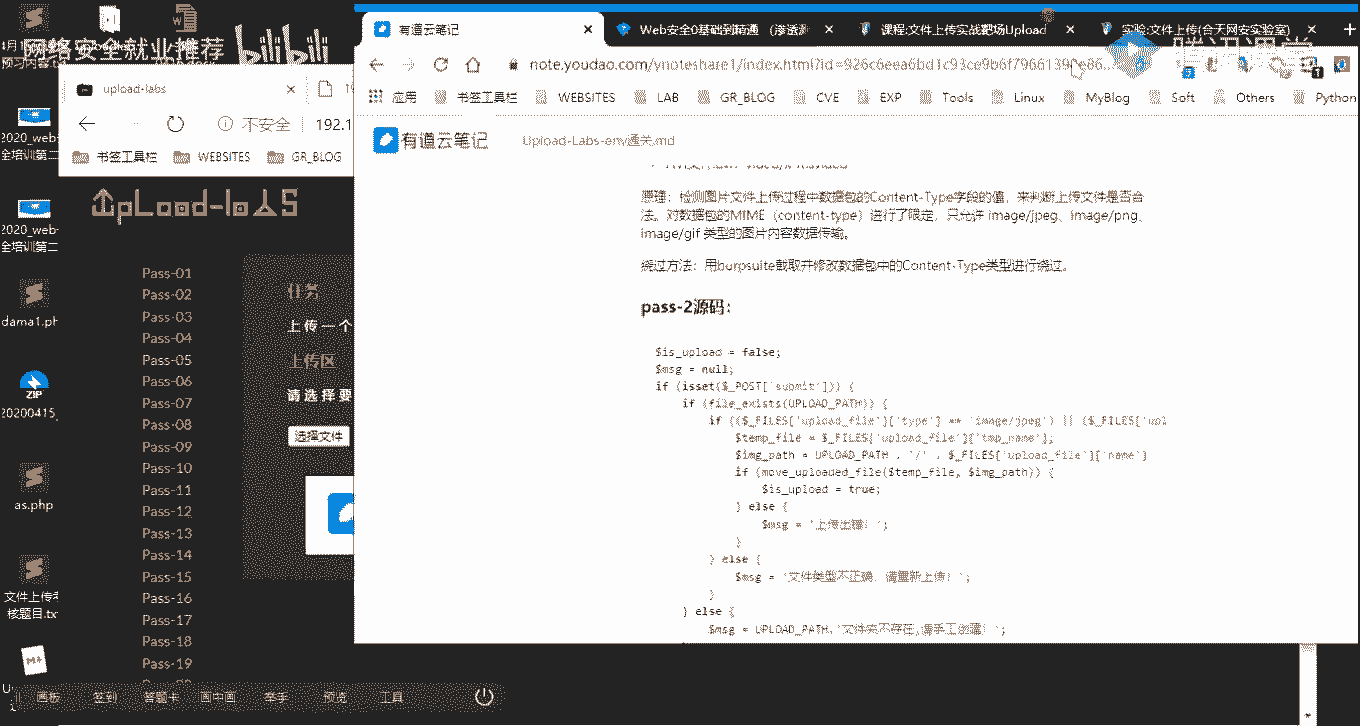 网络安全就业推荐 bilibili
腾讯课堂
2020_web-
全培训第二
2020_web-
全培训第二
dama1.ph
ZIP
20200415_
as.php
文件上传考
核题目.txt
upload-labs
不安全
192.1
书签工具栏
WEBSITES
GR_BLOG
UpLoad-labs
Pass-01
Pass-02
Pass-03
Pass-04
Pass-05
Pass-06
Pass-07
Pass-08
Pass-09
Pass-10
Pass-11
Pass-12
Pass-13
Pass-14
Pass-15
Pass-16
Pass-17
Pass-18
Pass-19
任务
上传一个
上传区
请选择要
选择文件
有道云笔记
Web安全0基础到精通（渗透测
课程:文件上传实战靶场Upload
实验:文件上传(合天网安实验室)
应用
书签工具栏
WEBSITES
LAB
GR_BLOG
CVE
EXP
Tools
Linux
MyBlog
Soft
Others
Python
有道云笔记
Upload-Labs-env通关.md
原理：检测图片文件上传过程中数据包的Content-Type字段的值，来判断上传文件是否合
法。对数据包的MIME（content-type）进行了限定，只允许 image/jpeg、image/png、
image/gif 类型的图片内容数据传输。
绕过方法：用burpsuite截取并修改数据包中的Content-Type类型进行绕过。
pass-2源码：
$is_upload = false;
$msg = null;
if (isset($_POST['submit'])) {
if (file_exists(UPLOAD_PATH)) {
if (($_FILES['upload_file']['type'] == 'image/jpeg') || ($_FILES['upl
$temp_file = $_FILES['upload_file']['tmp_name'];
$img_path = UPLOAD_PATH . '/' . $_FILES['upload_file']['name']
if (move_uploaded_file($temp_file, $img_path)) {
$is_upload = true;
} else {
$msg = '上传出错！';
}
} else {
$msg = '文件类型不正确，请重新上传！';
}
} else {
$msg = UPLOAD_PATH.'文件夹不存在,请手工创建！';
画板
签到
答题卡
画中画
举手
预览
工具